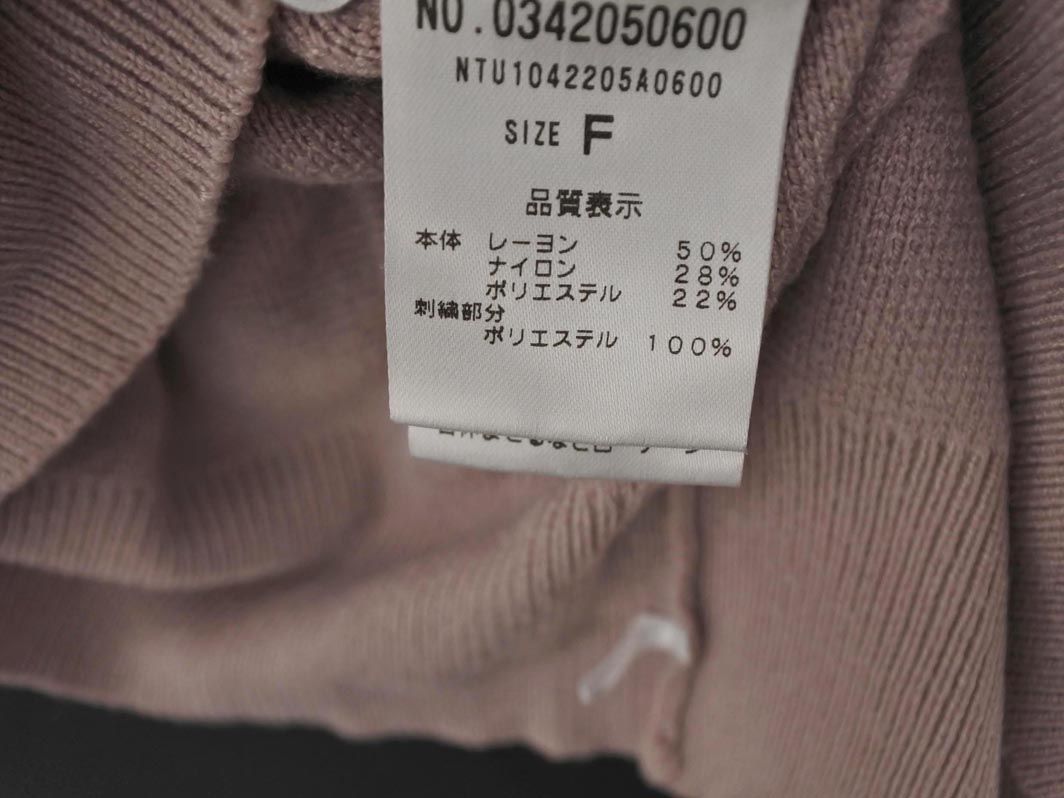 NO.0342050600
NTU1042205A0600
SIZE F
品質表示
本体 レーヨン 50%
ナイロン 28%
ポリエステル 22%
刺繍部分
ポリエステル 100%